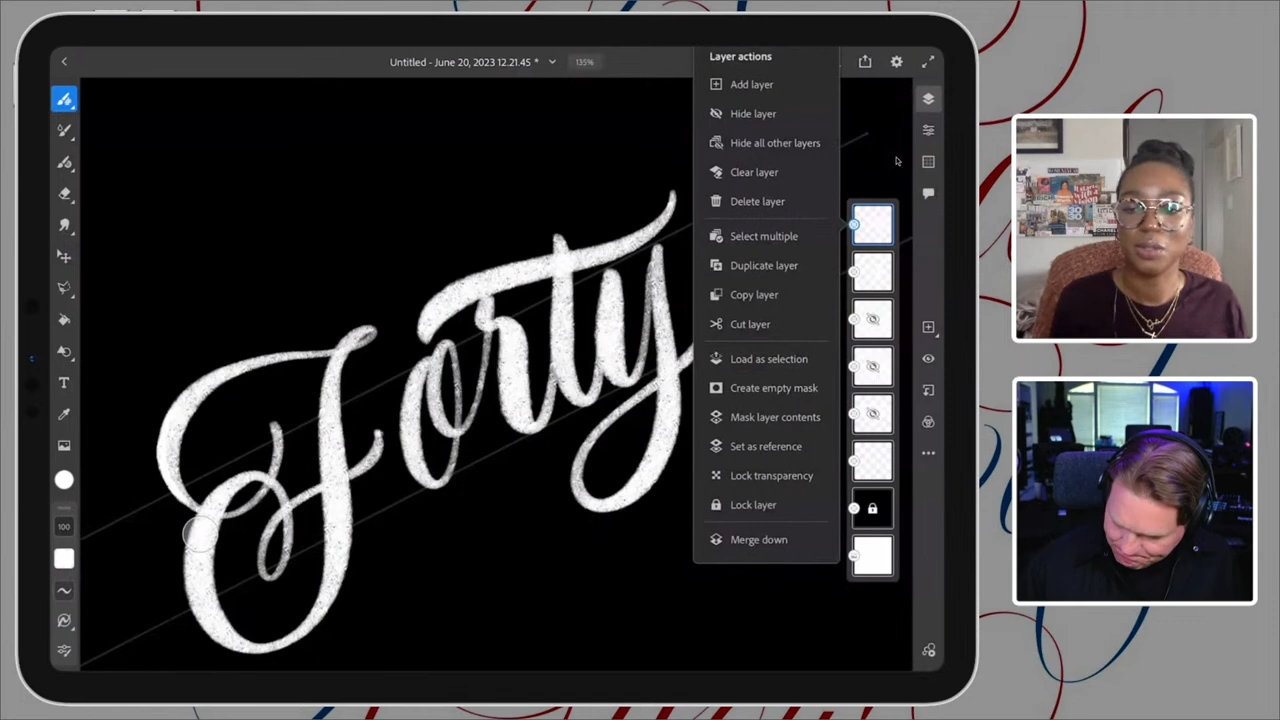 Untitled - June 20, 2023 12.21.45 *
135%
Layer actions
Add layer
Hide layer
Hide all other layers
Clear layer
Delete layer
Select multiple
Duplicate layer
Copy layer
Cut layer
Load as selection
Create empty mask
Mask layer contents
Set as reference
Lock transparency
Lock layer
Merge down
T
100
Forty